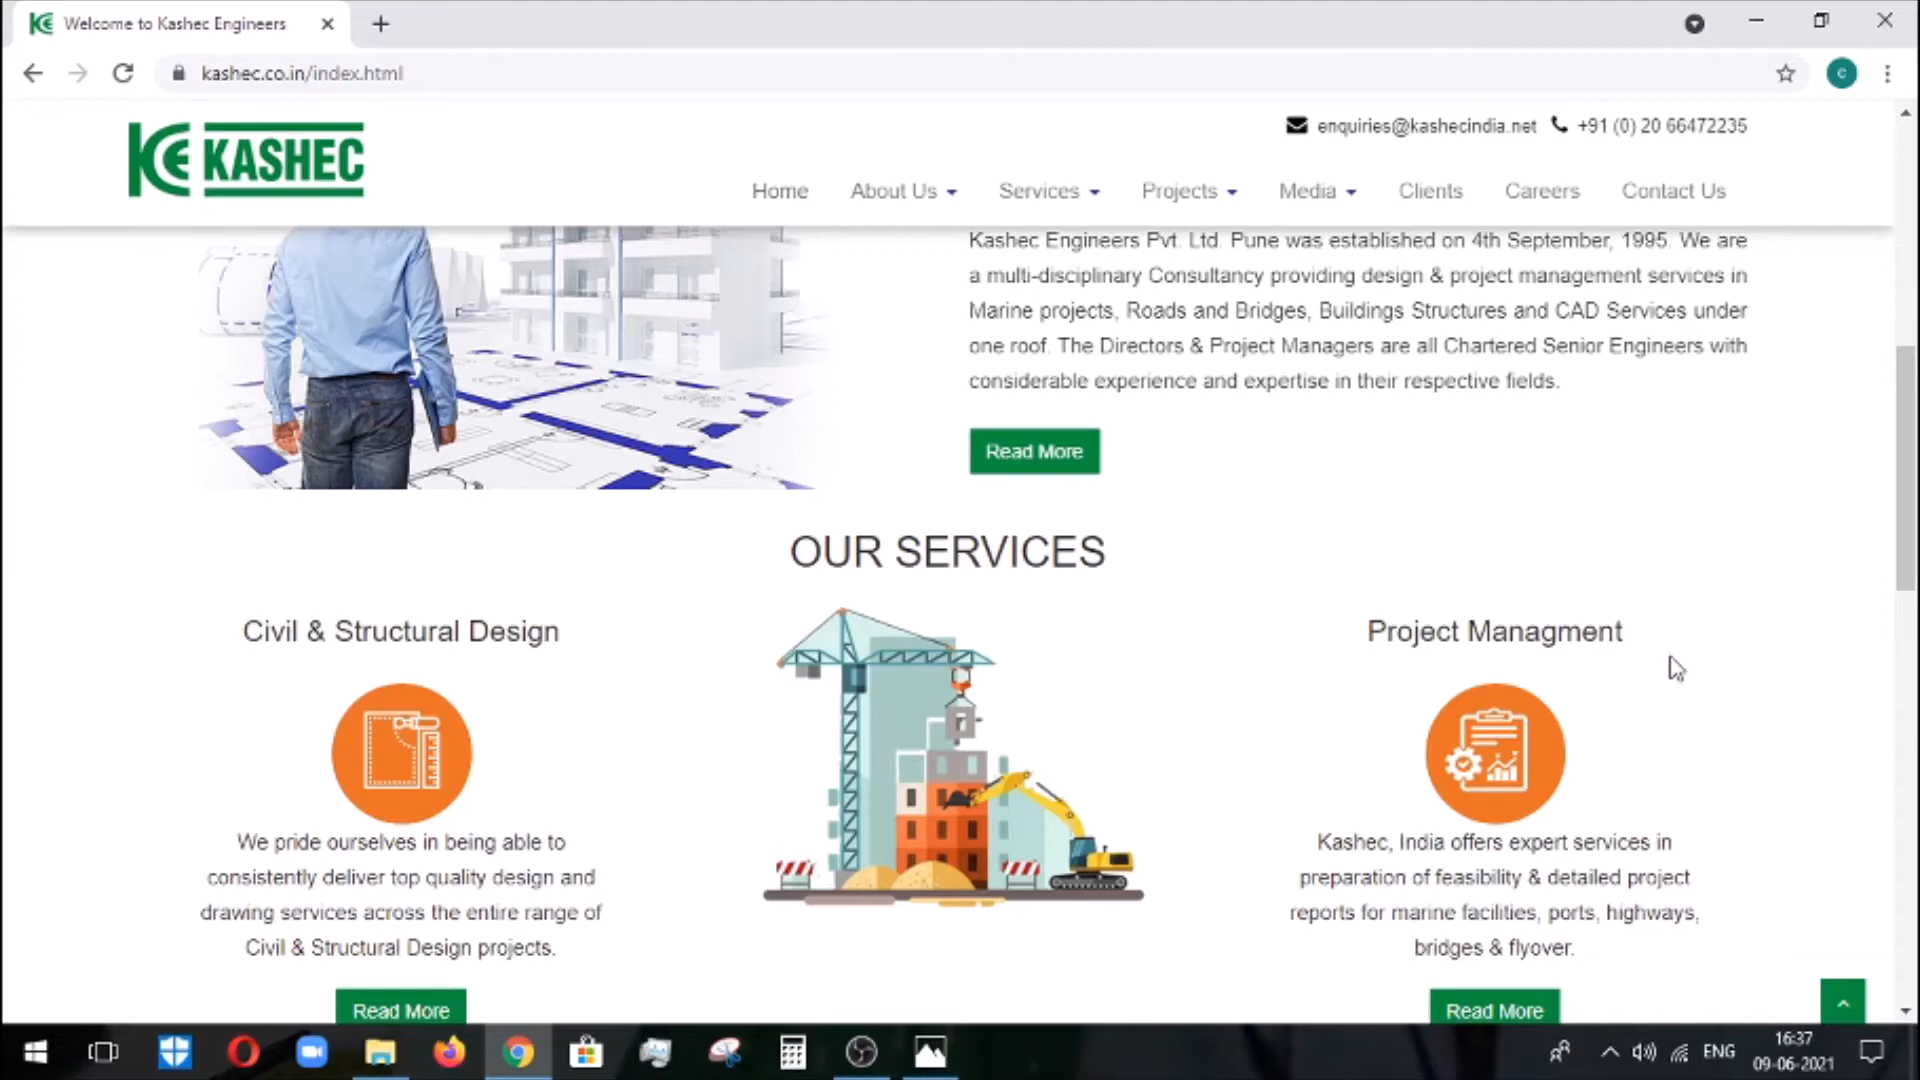 Welcome to Kashec Engineers
kashec.co.in/index.html
C
KE KASHEC
enquiries@kashecindia.net +91 (0) 20 66472235
Home About Us Services Projects Media Clients Careers Contact Us
Kashec Engineers Pvt. Ltd. Pune was established on 4th September, 1995. We are
a multi-disciplinary Consultancy providing design & project management services in
Marine projects, Roads and Bridges, Buildings Structures and CAD Services under
one roof. The Directors & Project Managers are all Chartered Senior Engineers with
considerable experience and expertise in their respective fields.
Read More
OUR SERVICES
Civil & Structural Design
We pride ourselves in being able to
consistently deliver top quality design and
drawing services across the entire range of
Civil & Structural Design projects.
Read More
Project Managment
Kashec, India offers expert services in
preparation of feasibility & detailed project
reports for marine facilities, ports, highways,
bridges & flyover.
Read More
ENG
16:37
09-06-2021